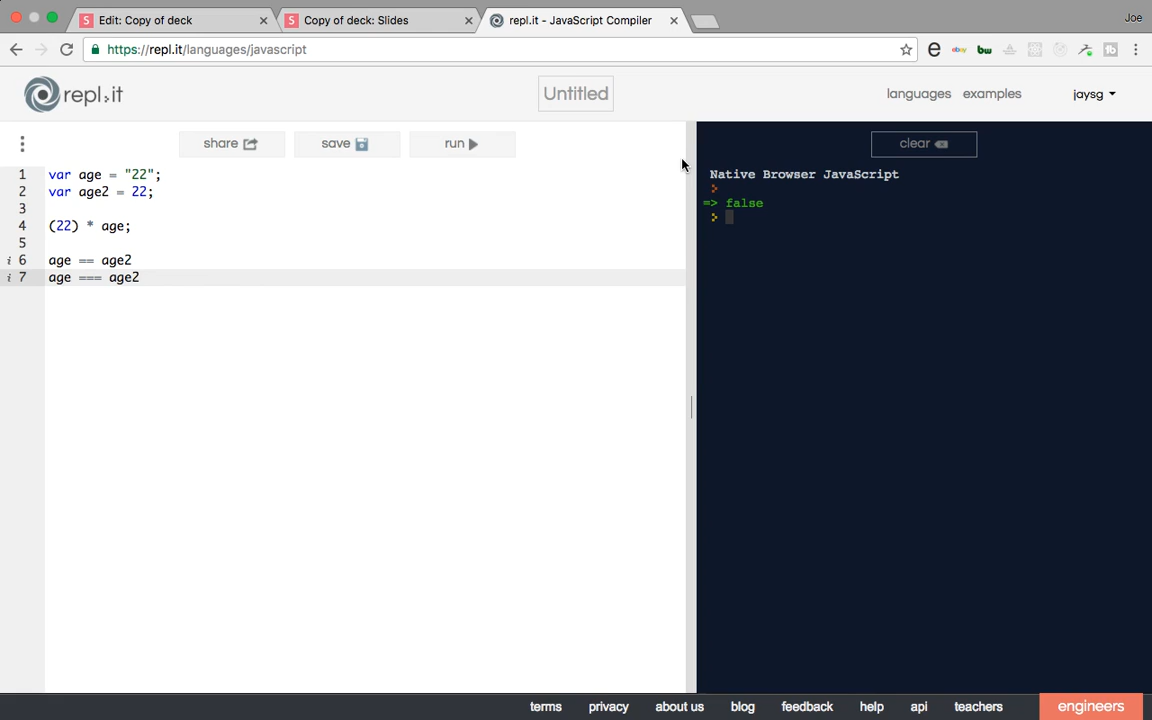 Edit: Copy of deck
Copy of deck: Slides
repl.it - JavaScript Compiler
Joe
https://repl.it/languages/javascript
e
ebay
bw
fb
repl.it
Untitled
languages examples jaysg
share save run clear
1 var age = "22";
2 var age2 = 22;
3
4 (22) * age;
5
i 6 age == age2
i 7 age === age2
Native Browser JavaScript
>
=> false
>
terms privacy about us blog feedback help api teachers engineers